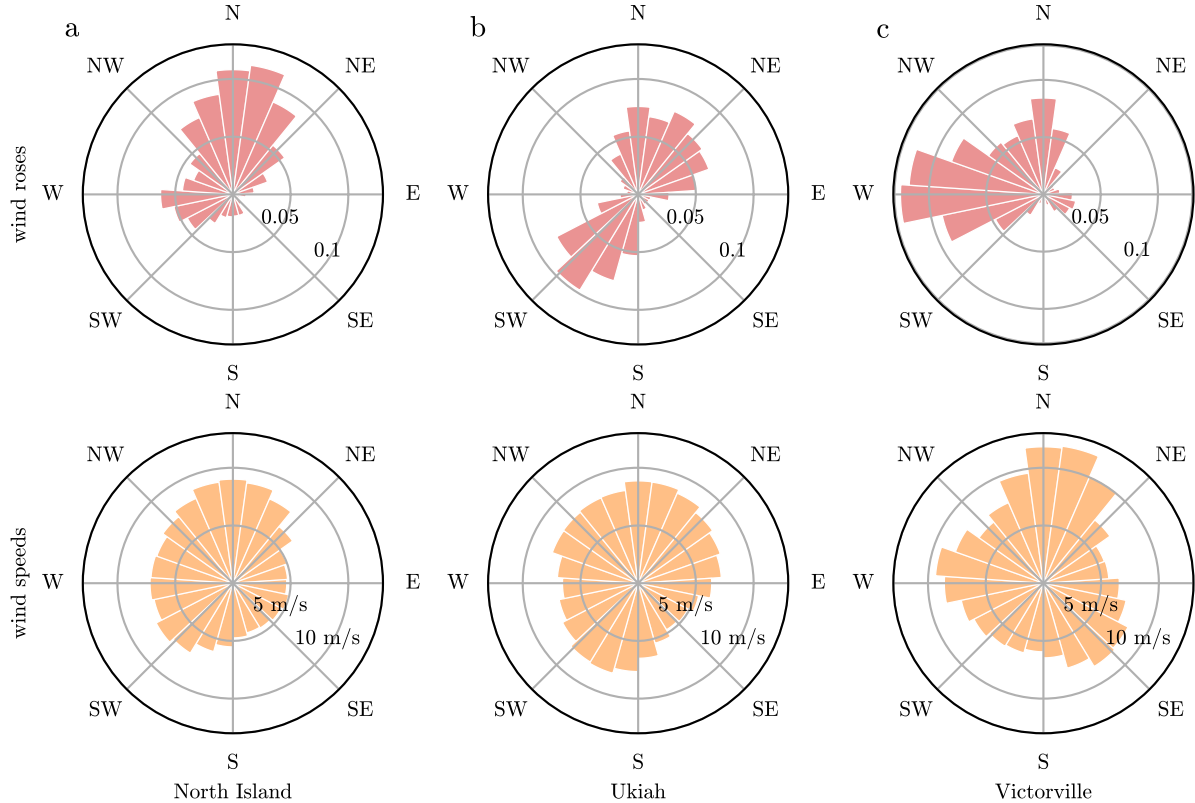 a
b
c
N
N
N
NW
NE
NW
NE
NW
NE
wind roses
W
E
W
E
W
E
0.05
0.05
0.05
0.1
0.1
0.1
SW
SE
SW
SE
SW
SE
S
S
S
N
N
N
NW
NE
NW
NE
NW
NE
wind speeds
W
E
W
E
W
E
5 m/s
5 m/s
5 m/s
10 m/s
10 m/s
10 m/s
SW
SE
SW
SE
SW
SE
S
S
S
North Island
Ukiah
Victorville